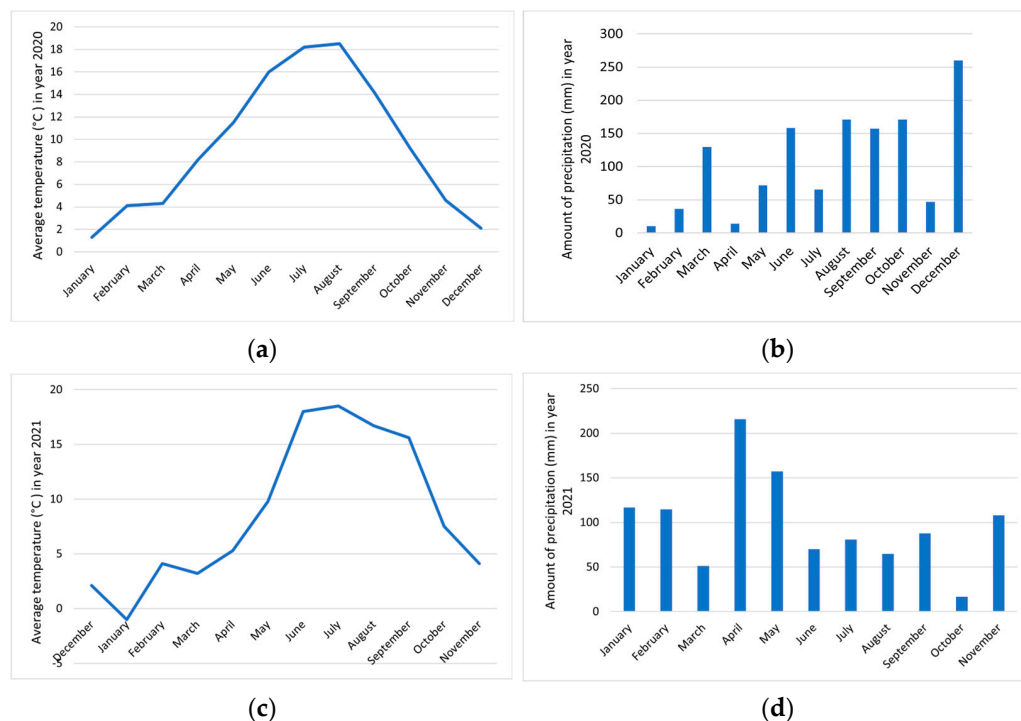 Average temperature (°C ) in year 2020
20
18
16
14
12
10
8
6
4
2
0
January
February
March
April
May
June
July
August
September
October
November
December
(a)
Amount of precipitation (mm) in year
2020
300
250
200
150
100
50
0
January
February
March
April
May
June
July
August
September
October
November
December
(b)
Average temperature (°C ) in year 2021
20
15
10
5
0
-5
December
January
February
March
April
May
June
July
August
September
October
November
(c)
Amount of precipitation (mm) in year
2021
250
200
150
100
50
0
January
February
March
April
May
June
July
August
September
October
November
(d)